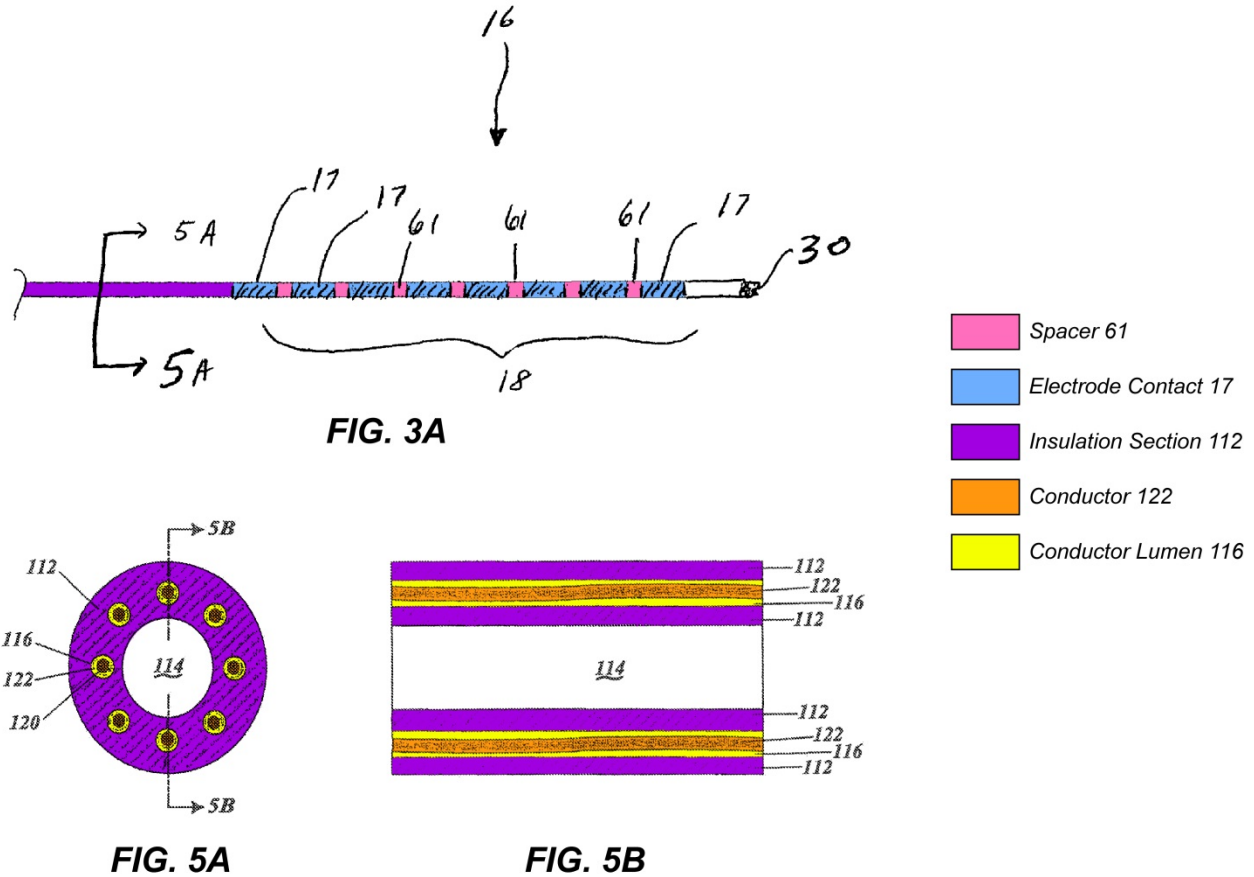 16
17
17
61
61
61
17
30
5A
5A
18
FIG. 3A
Spacer 61
Electrode Contact 17
Insulation Section 112
Conductor 122
Conductor Lumen 116
5B
112
116
122
120
114
5B
FIG. 5A
112
122
116
112
114
112
122
116
112
FIG. 5B